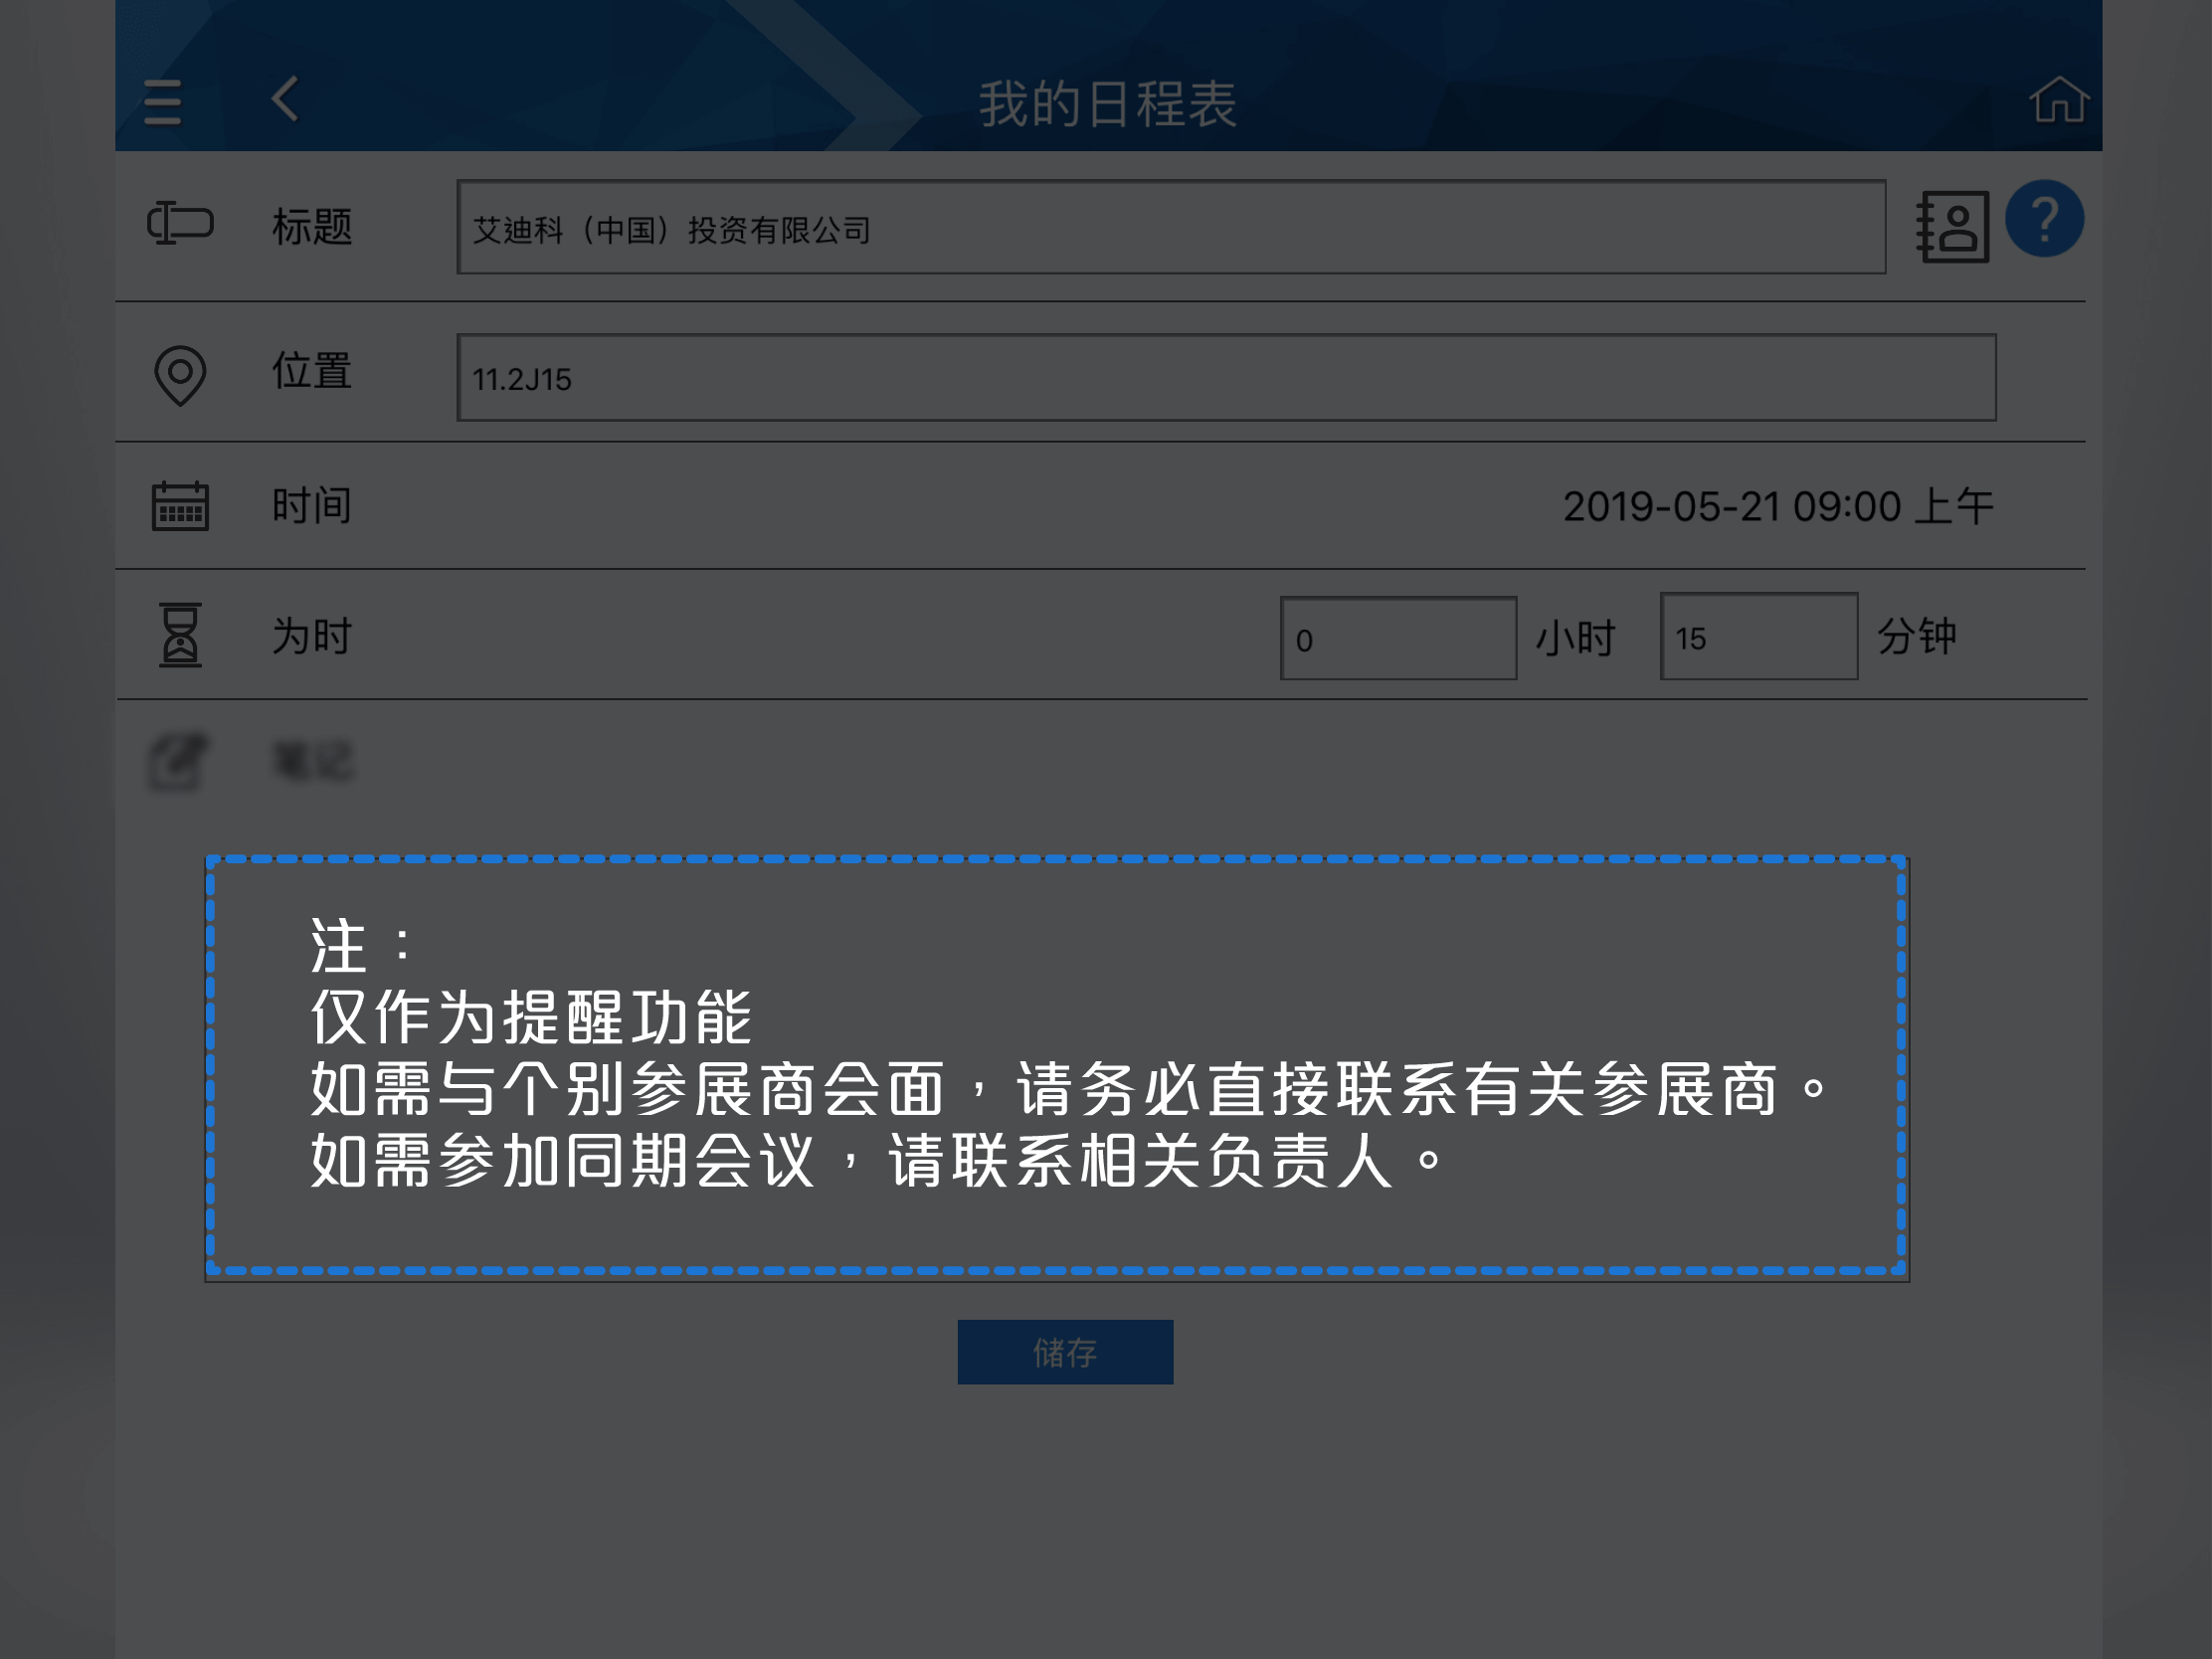 我的日程表
标题 艾迪科（中国）投资有限公司 ?
位置 11.2J15
时间 2019-05-21 09:00 上午
为时 0 小时 15 分钟
笔记
注：
仅作为提醒功能
如需与个别参展商会面，请务必直接联系有关参展商。
如需参加同期会议，请联系相关负责人。
储存